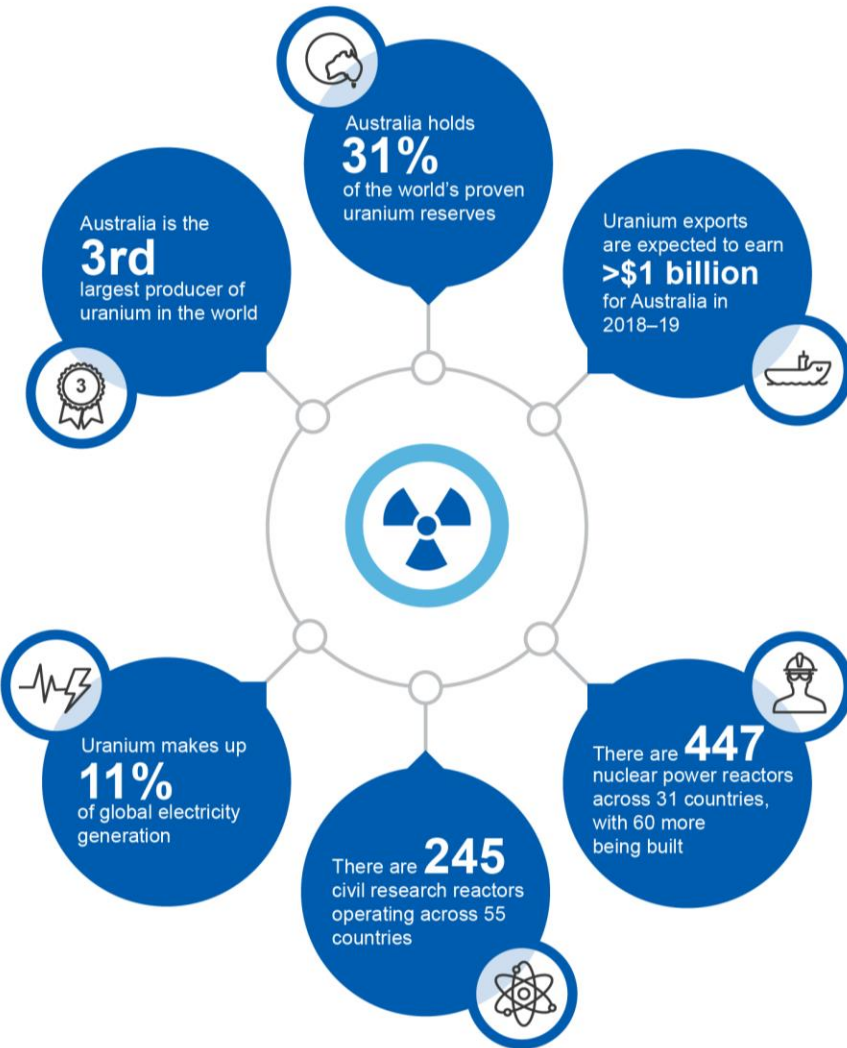 Australia holds
31%
of the world's proven
uranium reserves
Australia is the
3rd
largest producer of
uranium in the world
3
Uranium exports
are expected to earn
>$1 billion
for Australia in
2018–19
Uranium makes up
11%
of global electricity
generation
There are 447
nuclear power reactors
across 31 countries,
with 60 more
being built
There are 245
civil research reactors
operating across 55
countries